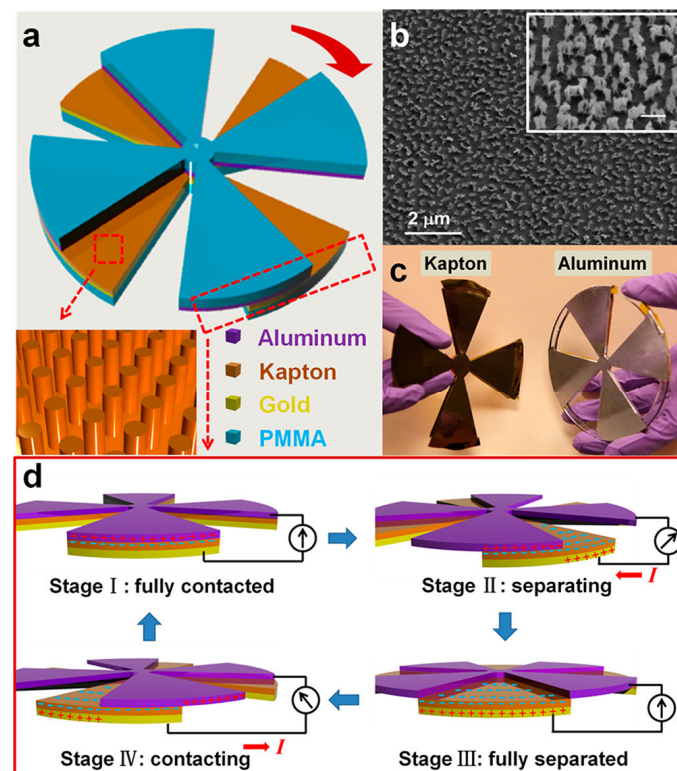 a
Aluminum
Kapton
Gold
PMMA
b
2 μm
c
Kapton
Aluminum
d
Stage Ⅰ : fully contacted
I
Stage Ⅱ : separating
Stage Ⅳ : contacting
I
Stage Ⅲ : fully separated